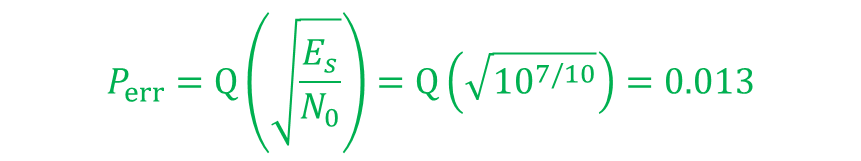 P_err = Q(√(E_s/N_0)) = Q(√(10^{7/10})) = 0.013